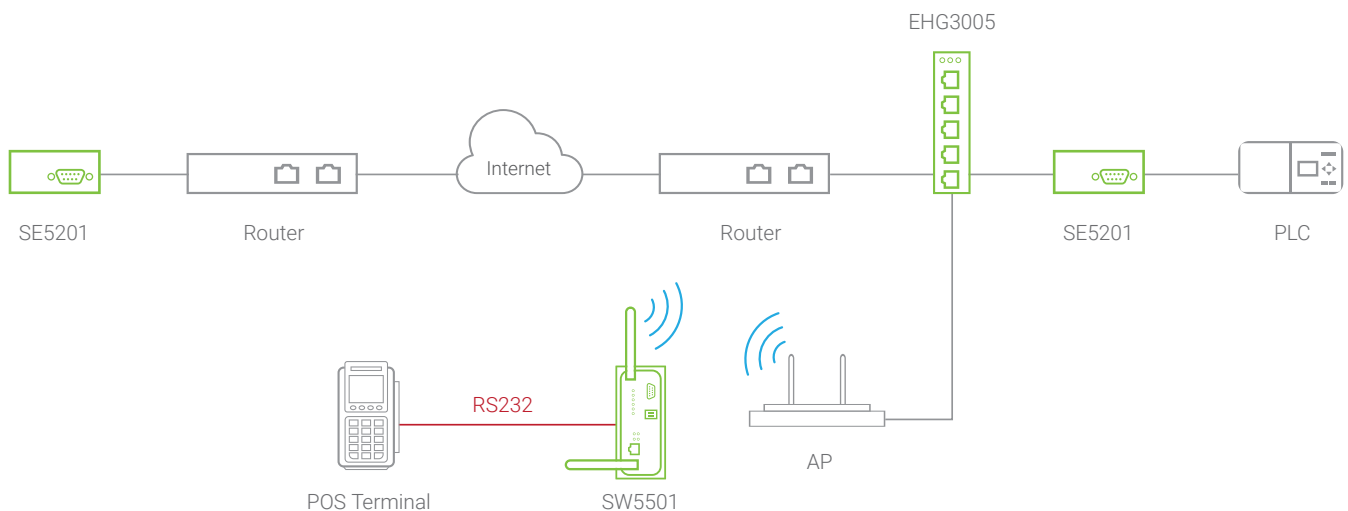 EHG3005
Internet
SE5201
Router
Router
SE5201
PLC
RS232
AP
POS Terminal
SW5501